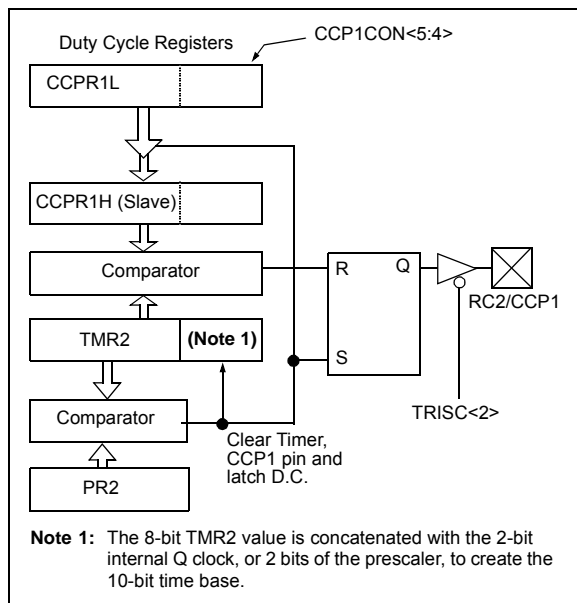 Duty Cycle Registers
CCP1CON<5:4>
CCPR1L
CCPR1H (Slave)
Comparator
R
Q
RC2/CCP1
TMR2
(Note 1)
S
TRISC<2>
Comparator
Clear Timer,
CCP1 pin and
latch D.C.
PR2
Note 1: The 8-bit TMR2 value is concatenated with the 2-bit
internal Q clock, or 2 bits of the prescaler, to create the
10-bit time base.